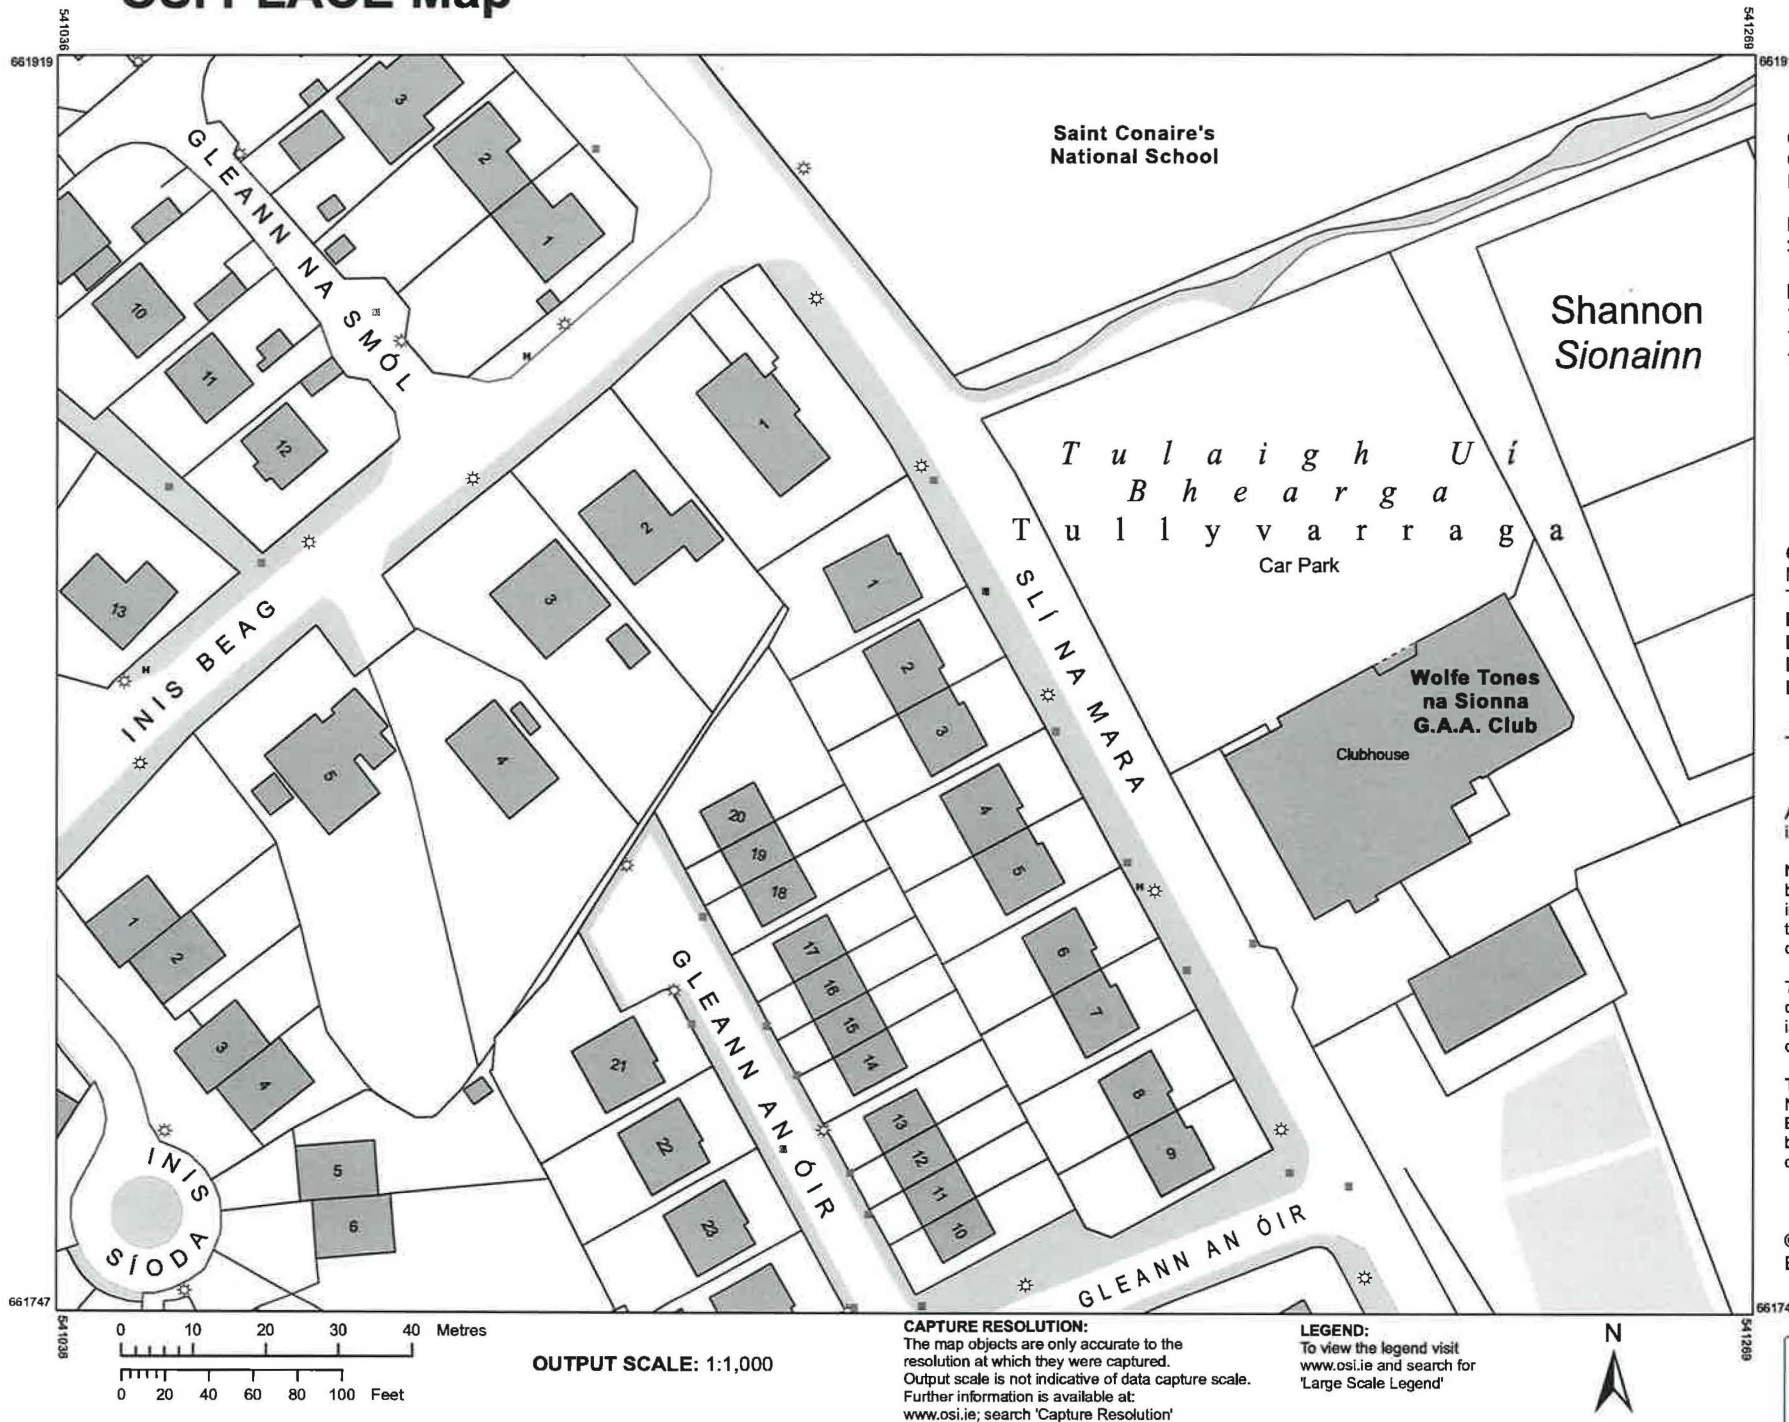 541036
541269
661919
GLEANN NA SMÓL
3
2
1
10
11
12
13
Saint Conaire's
National School
Shannon
Sionainn
Tulaigh Uí
Bhearga
Tullyvarraga
Car Park
SLÍ NA MARA
Wolfe Tones
na Sionna
G.A.A. Club
Clubhouse
INIS BEAG
H
H
H
1
2
3
4
5
1
2
3
4
5
6
7
8
9
20
19
18
17
16
15
14
13
12
11
10
21
22
23
1
2
3
4
5
6
GLEANN AN ÓIR
GLEANN AN ÓIR
INIS
SÍODA
661747
541036
541269
0 10 20 30 40 Metres
0 20 40 60 80 100 Feet
OUTPUT SCALE: 1:1,000
CAPTURE RESOLUTION:
The map objects are only accurate to the
resolution at which they were captured.
Output scale is not indicative of data capture scale.
Further information is available at:
www.osi.ie; search 'Capture Resolution'
LEGEND:
To view the legend visit
www.osi.ie and search for
'Large Scale Legend'
N